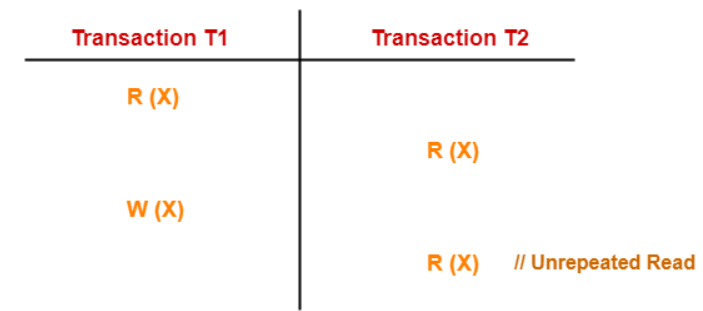 Transaction T1 Transaction T2
R (X)
R (X)
W (X)
R (X) // Unrepeated Read